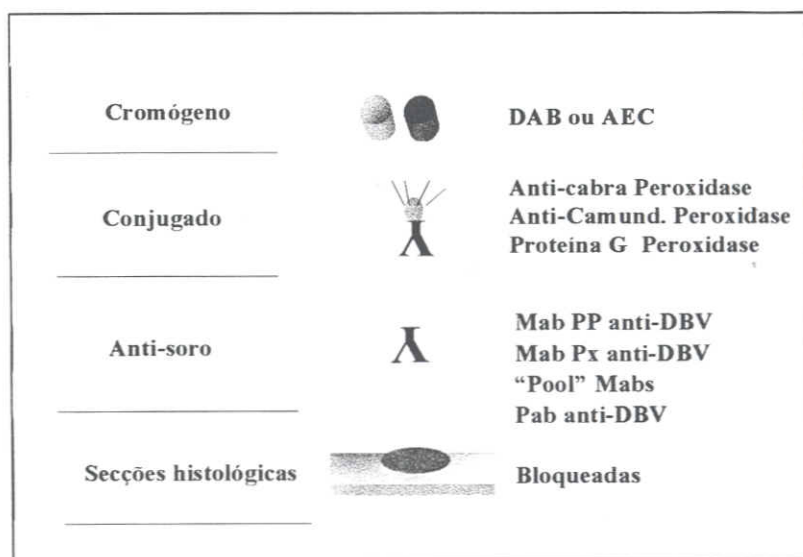 Cromógeno
DAB ou AEC
Conjugado
Anti-cabra Peroxidase
Anti-Camund. Peroxidase
Proteína G Peroxidase
Anti-soro
Mab PP anti-DBV
Mab Px anti-DBV
“Pool” Mabs
Pab anti-DBV
Secções histológicas
Bloqueadas